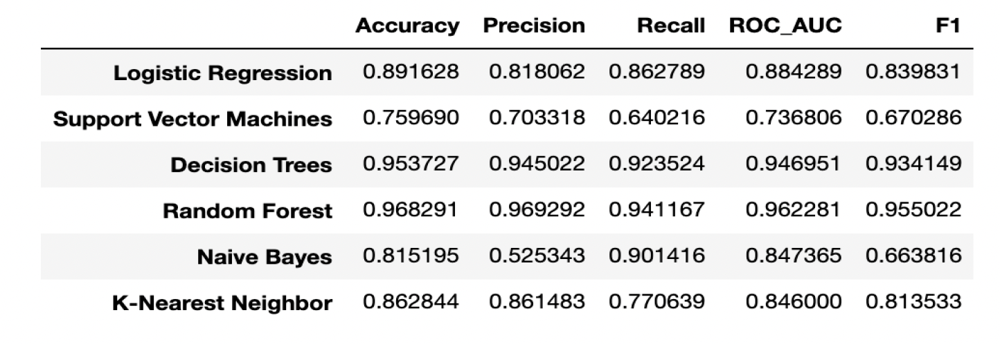 Accuracy Precision Recall ROC_AUC F1
Logistic Regression 0.891628 0.818062 0.862789 0.884289 0.839831
Support Vector Machines 0.759690 0.703318 0.640216 0.736806 0.670286
Decision Trees 0.953727 0.945022 0.923524 0.946951 0.934149
Random Forest 0.968291 0.969292 0.941167 0.962281 0.955022
Naive Bayes 0.815195 0.525343 0.901416 0.847365 0.663816
K-Nearest Neighbor 0.862844 0.861483 0.770639 0.846000 0.813533